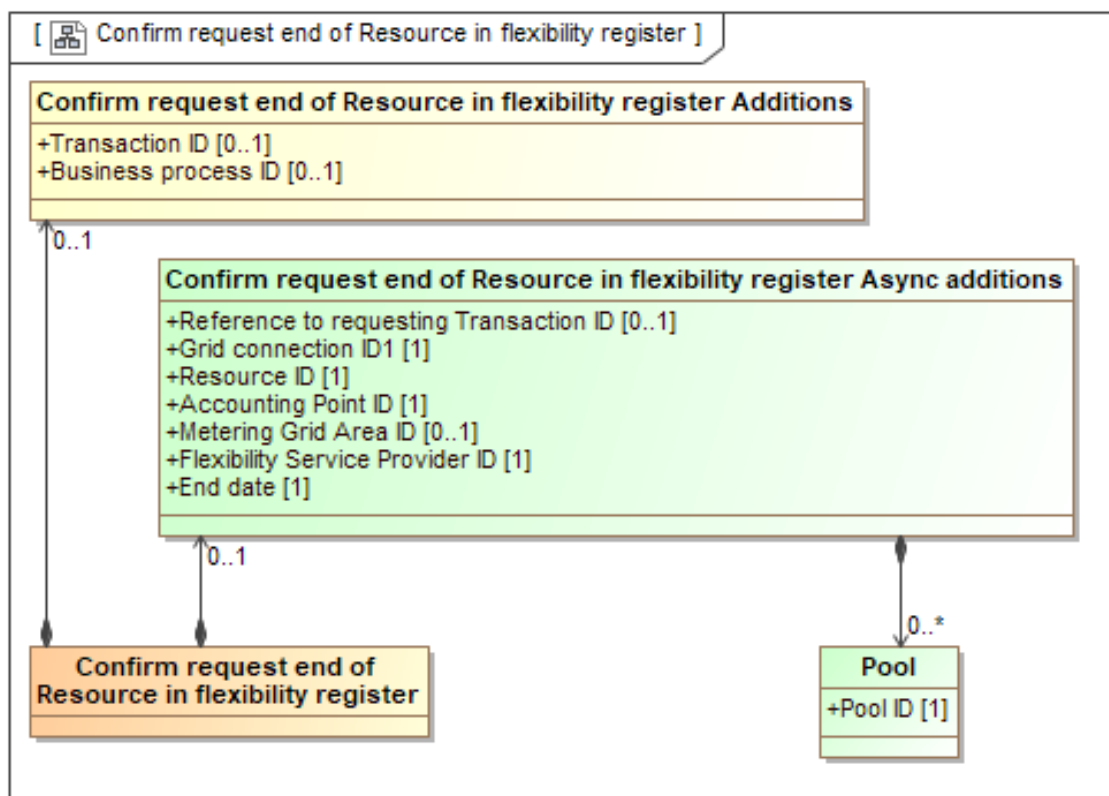 [ Confirm request end of Resource in flexibility register ]
Confirm request end of Resource in flexibility register Additions
+Transaction ID [0..1]
+Business process ID [0..1]
0..1
Confirm request end of Resource in flexibility register Async additions
+Reference to requesting Transaction ID [0..1]
+Grid connection ID1 [1]
+Resource ID [1]
+Accounting Point ID [1]
+Metering Grid Area ID [0..1]
+Flexibility Service Provider ID [1]
+End date [1]
0..1
0..*
Confirm request end of
Resource in flexibility register
Pool
+Pool ID [1]